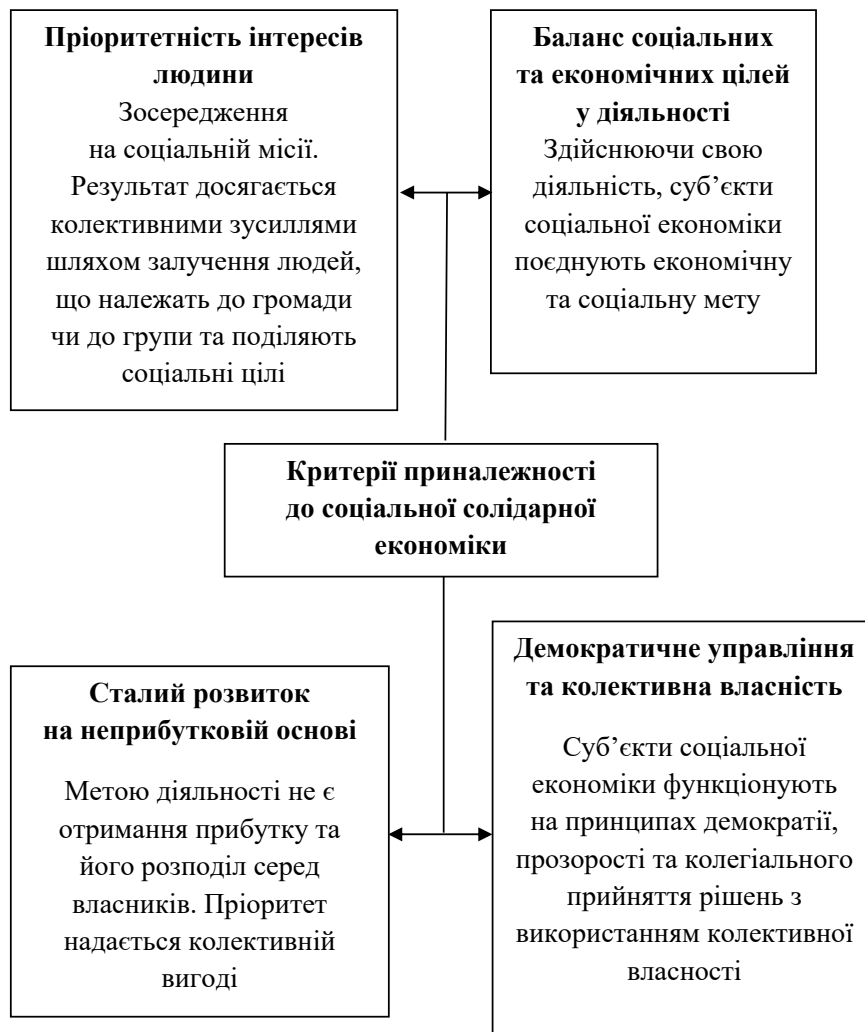 Пріоритетність інтересів
людини
Зосередження
на соціальній місії.
Результат досягається
колективними зусиллями
шляхом залучення людей,
що належать до громади
чи до групи та поділяють
соціальні цілі
Баланс соціальних
та економічних цілей
у діяльності
Здійснюючи свою
діяльність, суб’єкти
соціальної економіки
поєднують економічну
та соціальну мету
Критерії приналежності
до соціальної солідарної
економіки
Сталий розвиток
на неприбутковій основі
Метою діяльності не є
отримання прибутку та
його розподіл серед
власників. Пріоритет
надається колективній
вигоді
Демократичне управління
та колективна власність
Суб’єкти соціальної
економіки функціонують
на принципах демократії,
прозорості та колегіального
прийняття рішень з
використанням колективної
власності